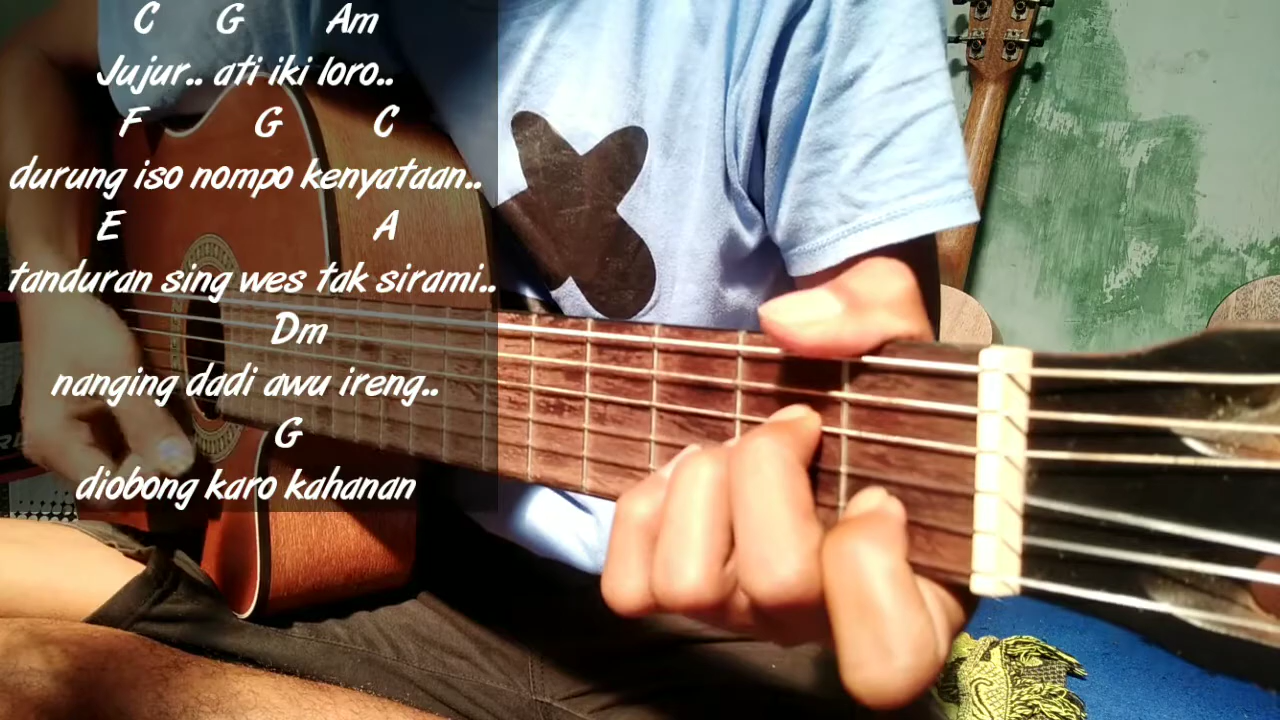 C G Am
Jujur.. ati iki loro..
F G C
durung iso nompo kenyataan..
E A
tanduran sing wes tak sirami..
Dm
nanging dadi awu ireng..
G
diobong karo kahanan